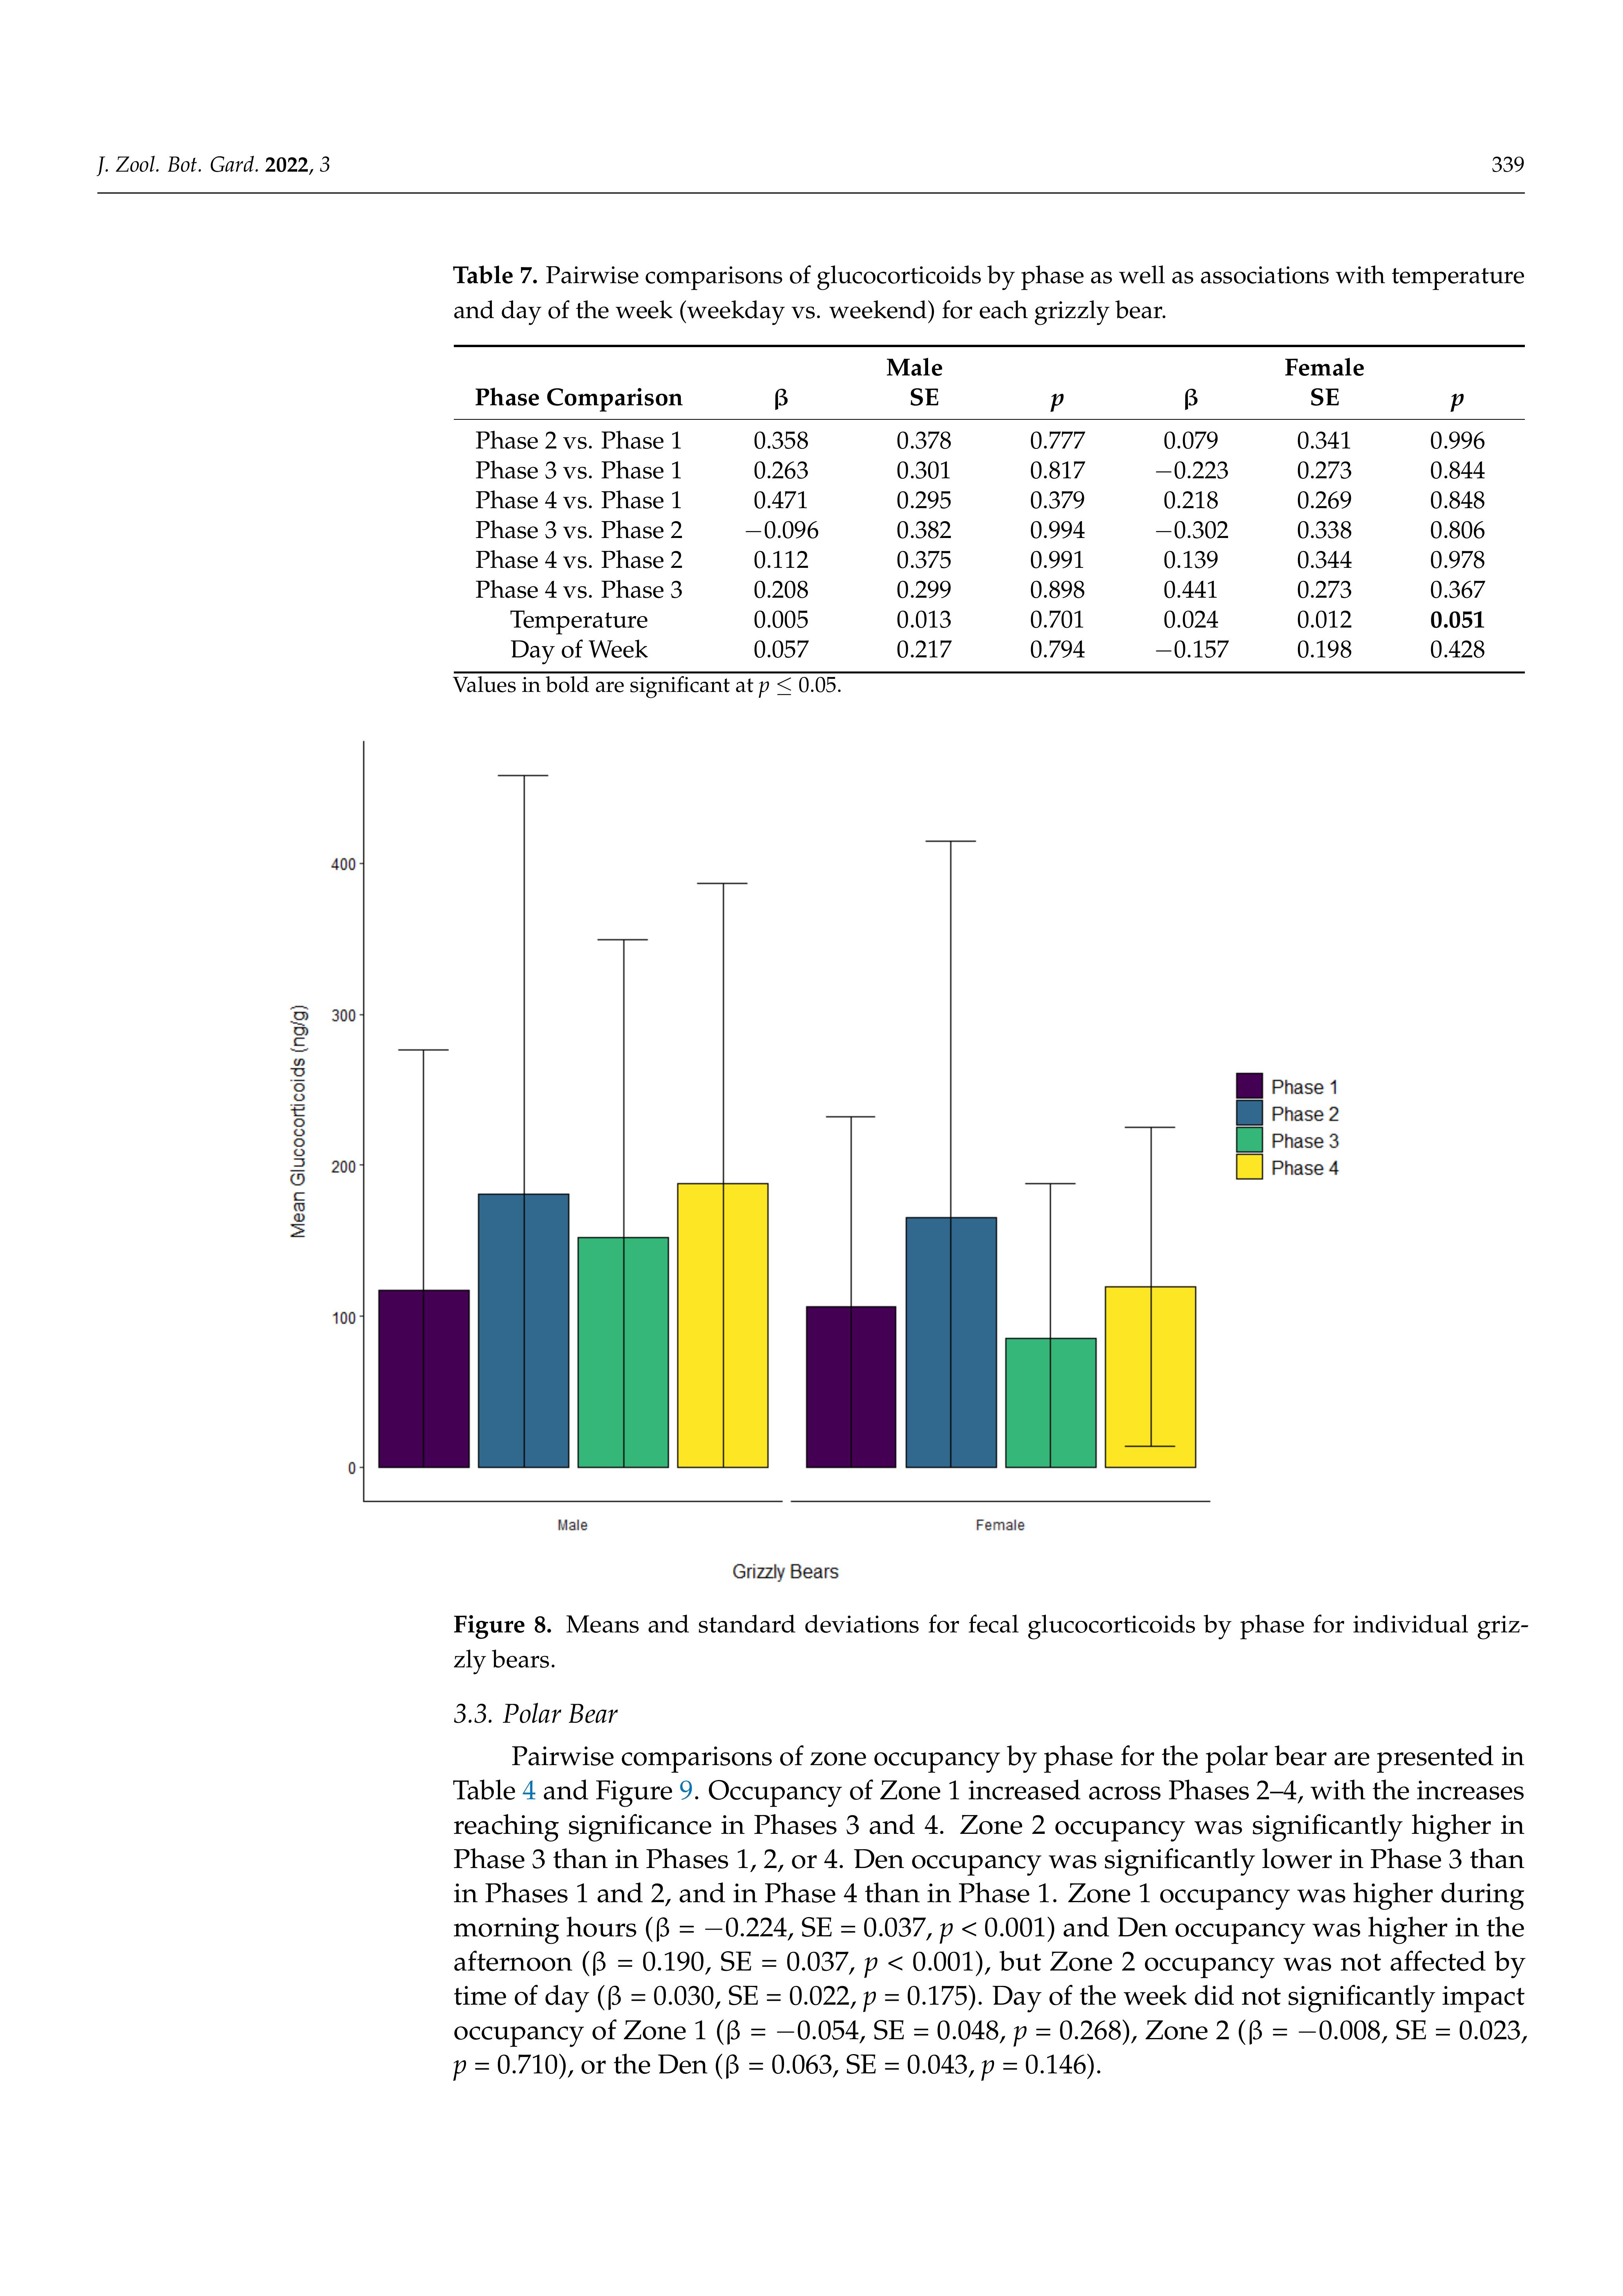 J. Zool. Bot. Gard. 2022, 3 339
Table 7. Pairwise comparisons of glucocorticoids by phase as well as associations with temperature
and day of the week (weekday vs. weekend) for each grizzly bear.
Male Female
Phase Comparison β SE p β SE p
Phase 2 vs. Phase 1 0.358 0.378 0.777 0.079 0.341 0.996
Phase 3 vs. Phase 1 0.263 0.301 0.817 −0.223 0.273 0.844
Phase 4 vs. Phase 1 0.471 0.295 0.379 0.218 0.269 0.848
Phase 3 vs. Phase 2 −0.096 0.382 0.994 −0.302 0.338 0.806
Phase 4 vs. Phase 2 0.112 0.375 0.991 0.139 0.344 0.978
Phase 4 vs. Phase 3 0.208 0.299 0.898 0.441 0.273 0.367
Temperature 0.005 0.013 0.701 0.024 0.012 0.051
Day of Week 0.057 0.217 0.794 −0.157 0.198 0.428
Values in bold are significant at p ≤ 0.05.
Mean Glucocorticoids (ng/g)
400
300
200
100
0
Phase 1
Phase 2
Phase 3
Phase 4
Male Female
Grizzly Bears
Figure 8. Means and standard deviations for fecal glucocorticoids by phase for individual griz-
zly bears.
3.3. Polar Bear
Pairwise comparisons of zone occupancy by phase for the polar bear are presented in
Table 4 and Figure 9. Occupancy of Zone 1 increased across Phases 2–4, with the increases
reaching significance in Phases 3 and 4. Zone 2 occupancy was significantly higher in
Phase 3 than in Phases 1, 2, or 4. Den occupancy was significantly lower in Phase 3 than
in Phases 1 and 2, and in Phase 4 than in Phase 1. Zone 1 occupancy was higher during
morning hours (β = −0.224, SE = 0.037, p < 0.001) and Den occupancy was higher in the
afternoon (β = 0.190, SE = 0.037, p < 0.001), but Zone 2 occupancy was not affected by
time of day (β = 0.030, SE = 0.022, p = 0.175). Day of the week did not significantly impact
occupancy of Zone 1 (β = −0.054, SE = 0.048, p = 0.268), Zone 2 (β = −0.008, SE = 0.023,
p = 0.710), or the Den (β = 0.063, SE = 0.043, p = 0.146).